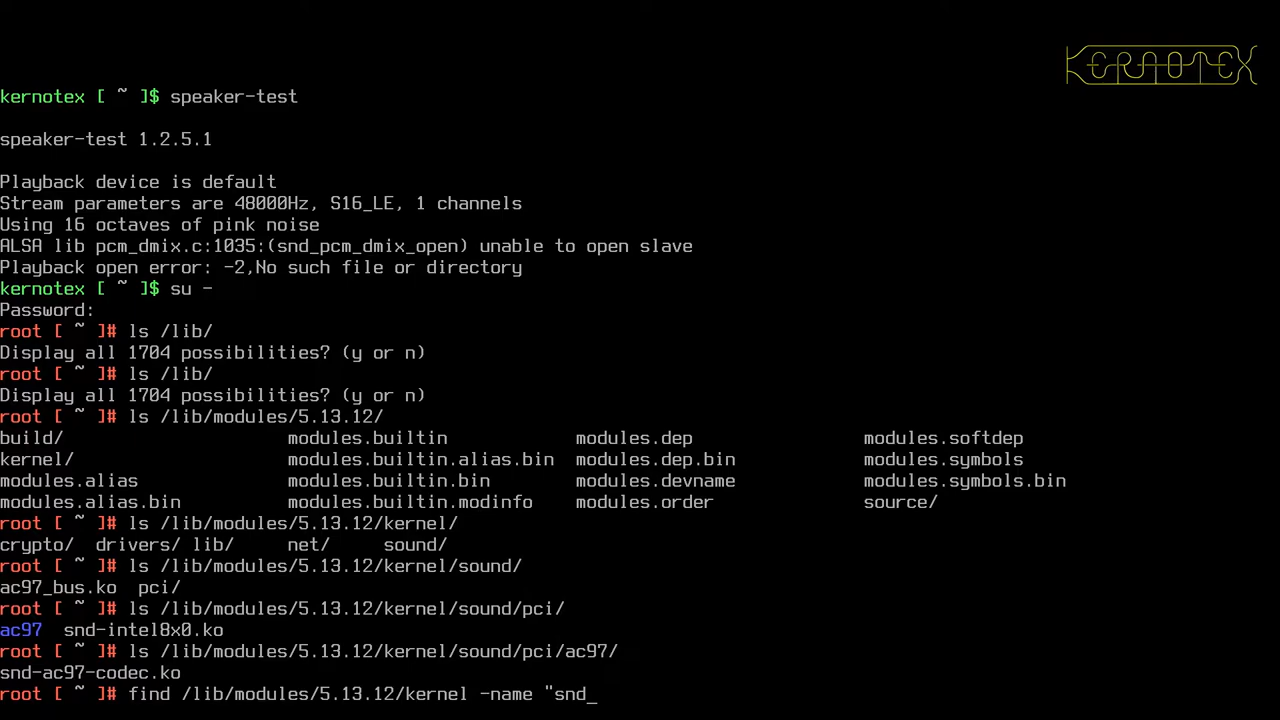 KERNOTEX
kernotex [ ~ ]$ speaker-test
speaker-test 1.2.5.1
Playback device is default
Stream parameters are 48000Hz, S16_LE, 1 channels
Using 16 octaves of pink noise
ALSA lib pcm_dmix.c:1035:(snd_pcm_dmix_open) unable to open slave
Playback open error: -2,No such file or directory
kernotex [ ~ ]$ su -
Password:
root [ ~ ]# ls /lib/
Display all 1704 possibilities? (y or n)
root [ ~ ]# ls /lib/
Display all 1704 possibilities? (y or n)
root [ ~ ]# ls /lib/modules/5.13.12/
build/ modules.builtin modules.dep modules.softdep
kernel/ modules.builtin.alias.bin modules.dep.bin modules.symbols
modules.alias modules.builtin.bin modules.devname modules.symbols.bin
modules.alias.bin modules.builtin.modinfo modules.order source/
root [ ~ ]# ls /lib/modules/5.13.12/kernel/
crypto/ drivers/ lib/ net/ sound/
root [ ~ ]# ls /lib/modules/5.13.12/kernel/sound/
ac97_bus.ko pci/
root [ ~ ]# ls /lib/modules/5.13.12/kernel/sound/pci/
ac97 snd-intel8x0.ko
root [ ~ ]# ls /lib/modules/5.13.12/kernel/sound/pci/ac97/
snd-ac97-codec.ko
root [ ~ ]# find /lib/modules/5.13.12/kernel -name "snd_